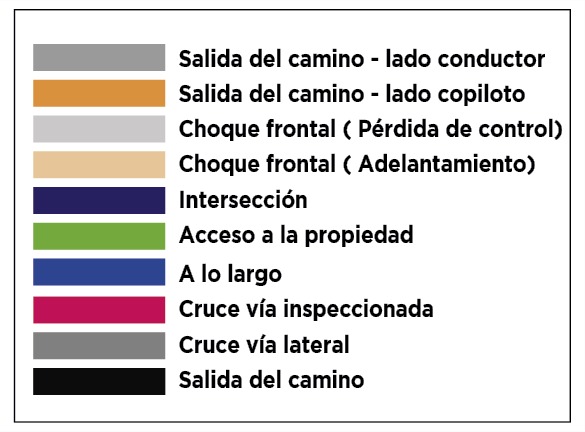 Salida del camino - lado conductor
Salida del camino - lado copiloto
Choque frontal ( Pérdida de control)
Choque frontal ( Adelantamiento)
Intersección
Acceso a la propiedad
A lo largo
Cruce vía inspeccionada
Cruce vía lateral
Salida del camino